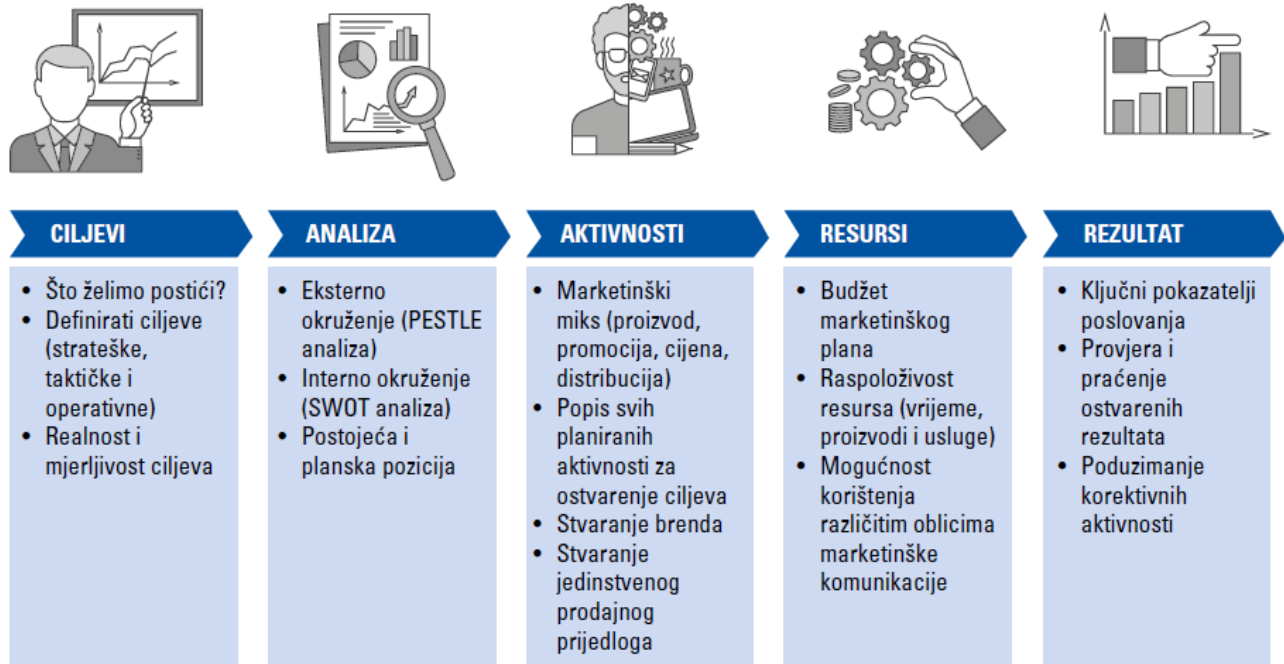 CILJEVI
• Što želimo postići?
• Definirati ciljeve
(strateške,
taktičke i
operativne)
• Realnost i
mjerljivost ciljeva
ANALIZA
• Eksterno
okruženje (PESTLE
analiza)
• Interno okruženje
(SWOT analiza)
• Postojeća i
planska pozicija
AKTIVNOSTI
• Marketinški
miks (proizvod,
promocija, cijena,
distribucija)
• Popis svih
planiranih
aktivnosti za
ostvarenje ciljeva
• Stvaranje brenda
• Stvaranje
jedinstvenog
prodajnog
prijedloga
RESURSI
• Budžet
marketinškog
plana
• Raspoloživost
resursa (vrijeme,
proizvodi i usluge)
• Mogućnost
korištenja
različitim oblicima
marketinške
komunikacije
REZULTAT
• Ključni pokazatelji
poslovanja
• Provjera i
praćenje
ostvarenih
rezultata
• Poduzimanje
korektivnih
aktivnosti